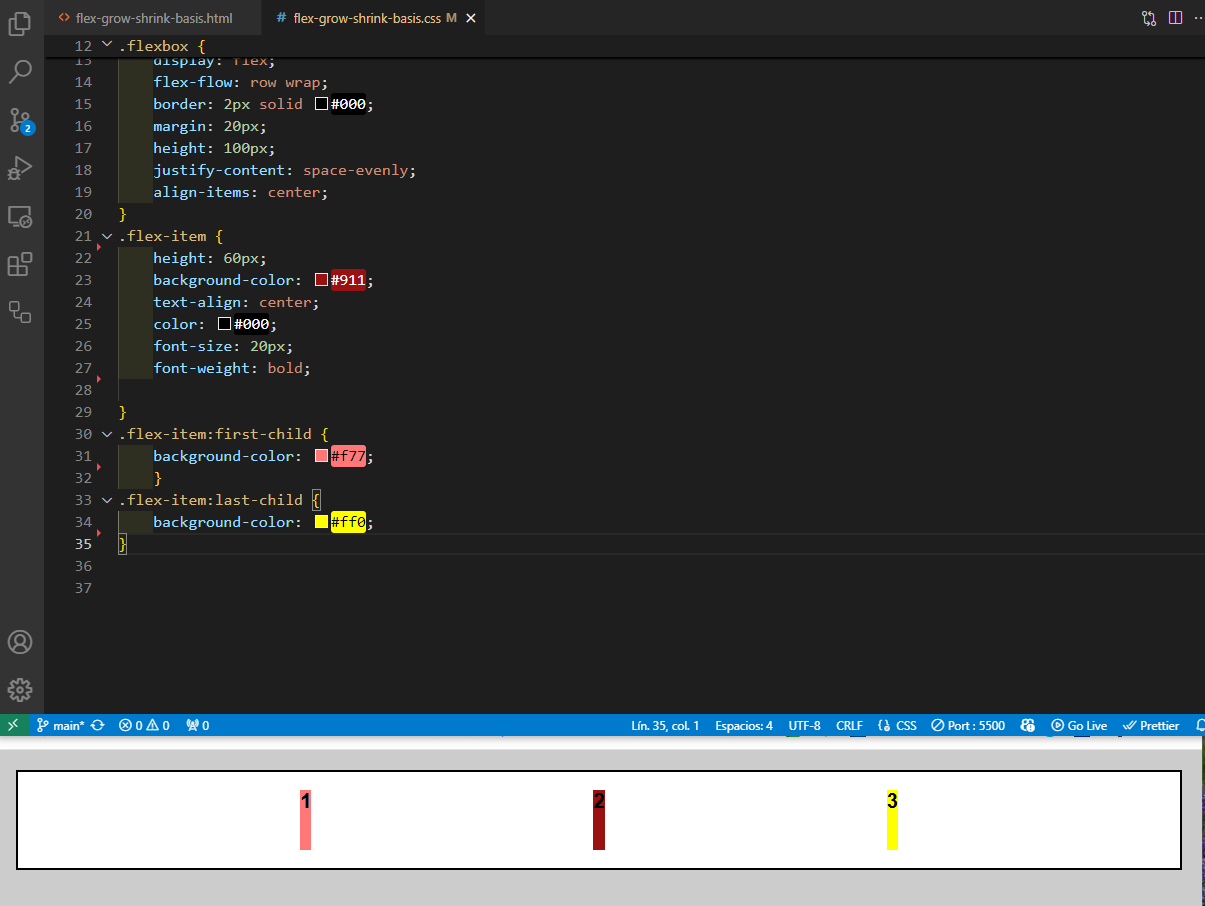 flex-grow-shrink-basis.html
# flex-grow-shrink-basis.css M
12 .flexbox {
13 display: flex;
14 flex-flow: row wrap;
15 border: 2px solid #000;
16 margin: 20px;
17 height: 100px;
18 justify-content: space-evenly;
19 align-items: center;
20 }
21 .flex-item {
22 height: 60px;
23 background-color: #911;
24 text-align: center;
25 color: #000;
26 font-size: 20px;
27 font-weight: bold;
28
29 }
30 .flex-item:first-child {
31 background-color: #f77;
32 }
33 .flex-item:last-child {
34 background-color: #ff0;
35 }
36
37
2
main* 0 0 0 Lín. 35, col. 1 Espacios: 4 UTF-8 CRLF CSS Port : 5500 Go Live Prettier
1 2 3